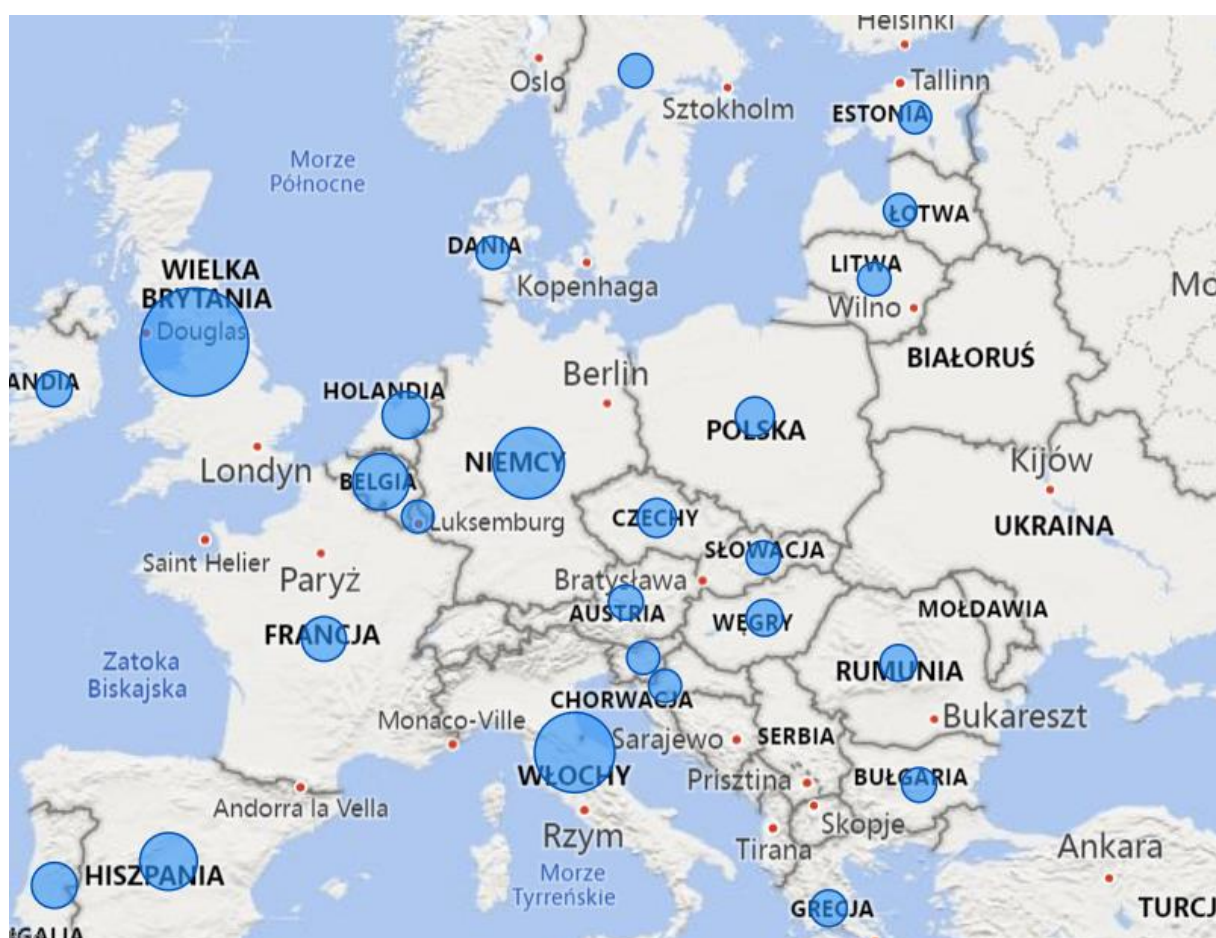 Helsinki
Oslo
Tallinn
Sztokholm
ESTONIA
Morze
Północne
ŁOTWA
DANIA
LITWA
WIELKA
BRYTANIA
Kopenhaga
Wilno
Mo
Douglas
BIAŁORUŚ
ANDIA
HOLANDIA
Berlin
POLSKA
Londyn
BELGIA
NIEMCY
Kijów
CZECHY
Luksemburg
UKRAINA
Saint Helier
SŁOWACJA
Paryż
Bratysława
AUSTRIA
WĘGRY
MOŁDAWIA
FRANCJA
Zatoka
Biskajska
RUMUNIA
CHORWACJA
Monaco-Ville
Sarajewo
SERBIA
Bukareszt
WŁOCHY
Prisztina
BUŁGARIA
Andorra la Vella
Rzym
Skopje
Tirana
Ankara
HISZPANIA
Morze
Tyrreńskie
GRECJA
TURCJ
GALIA